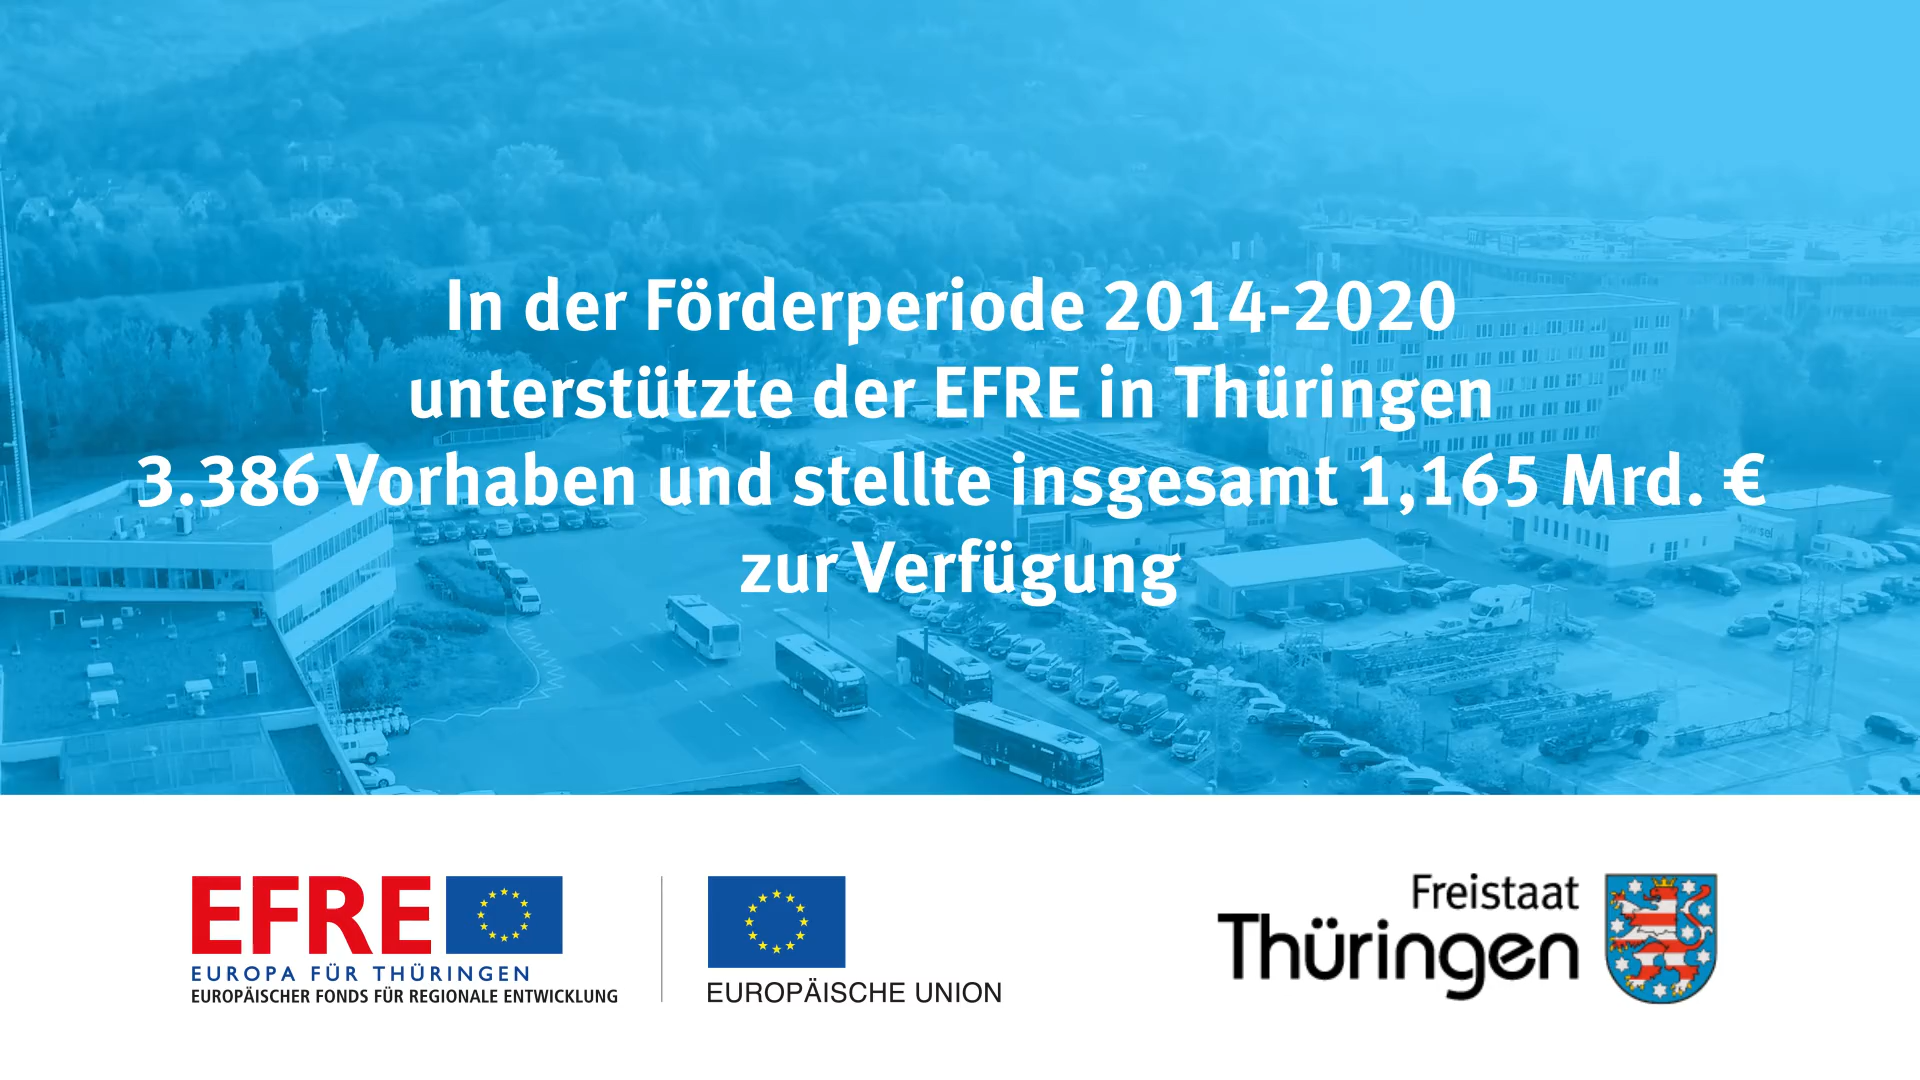 In der Förderperiode 2014-2020
unterstützte der EFRE in Thüringen
3.386 Vorhaben und stellte insgesamt 1,165 Mrd. €
zur Verfügung
EFRE
EUROPA FÜR THÜRINGEN
EUROPÄISCHER FONDS FÜR REGIONALE ENTWICKLUNG
EUROPÄISCHE UNION
Freistaat
Thüringen